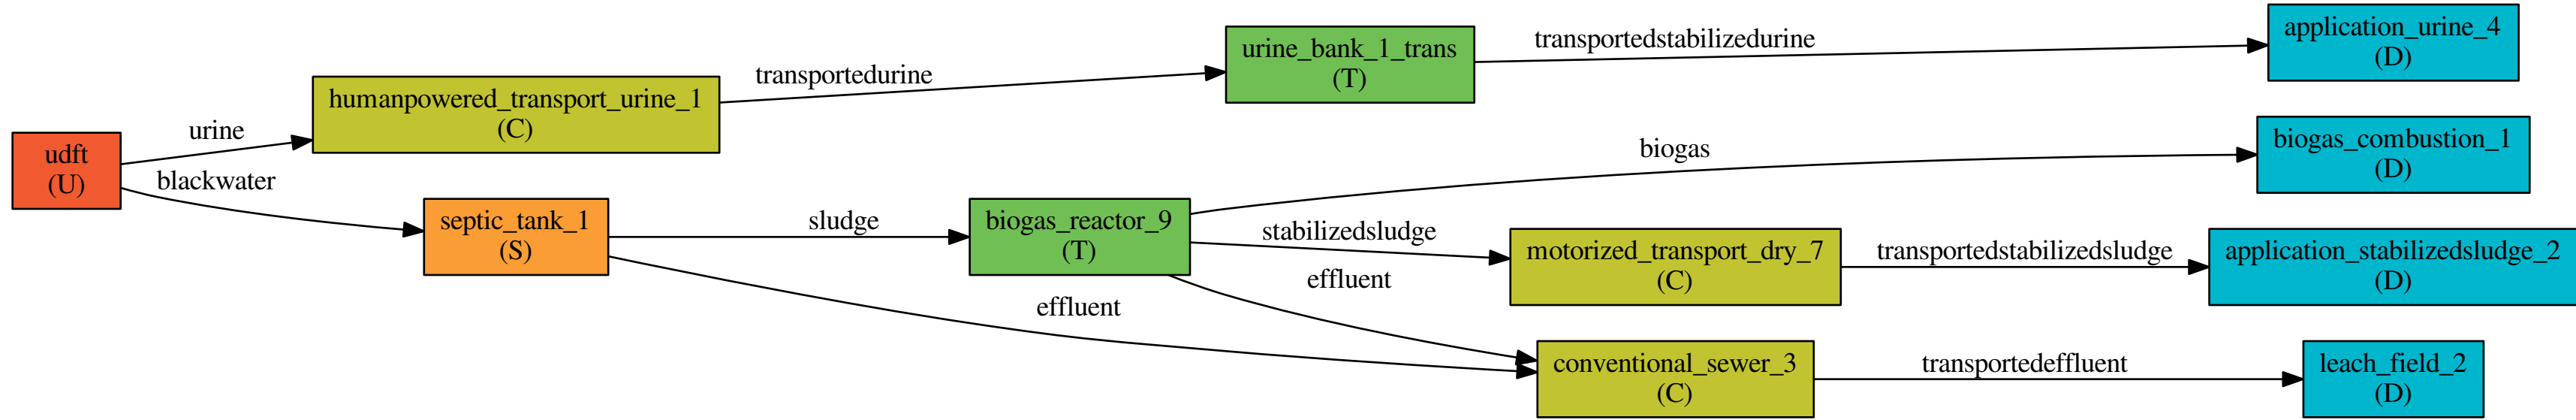 udft
(U)
urine
blackwater
humanpowered_transport_urine_1
(C)
septic_tank_1
(S)
transportedurine
sludge
effluent
urine_bank_1_trans
(T)
biogas_reactor_9
(T)
transportedstabilizedurine
biogas
stabilizedsludge
effluent
motorized_transport_dry_7
(C)
conventional_sewer_3
(C)
transportedstabilizedsludge
transportedeffluent
application_urine_4
(D)
biogas_combustion_1
(D)
application_stabilizedsludge_2
(D)
leach_field_2
(D)